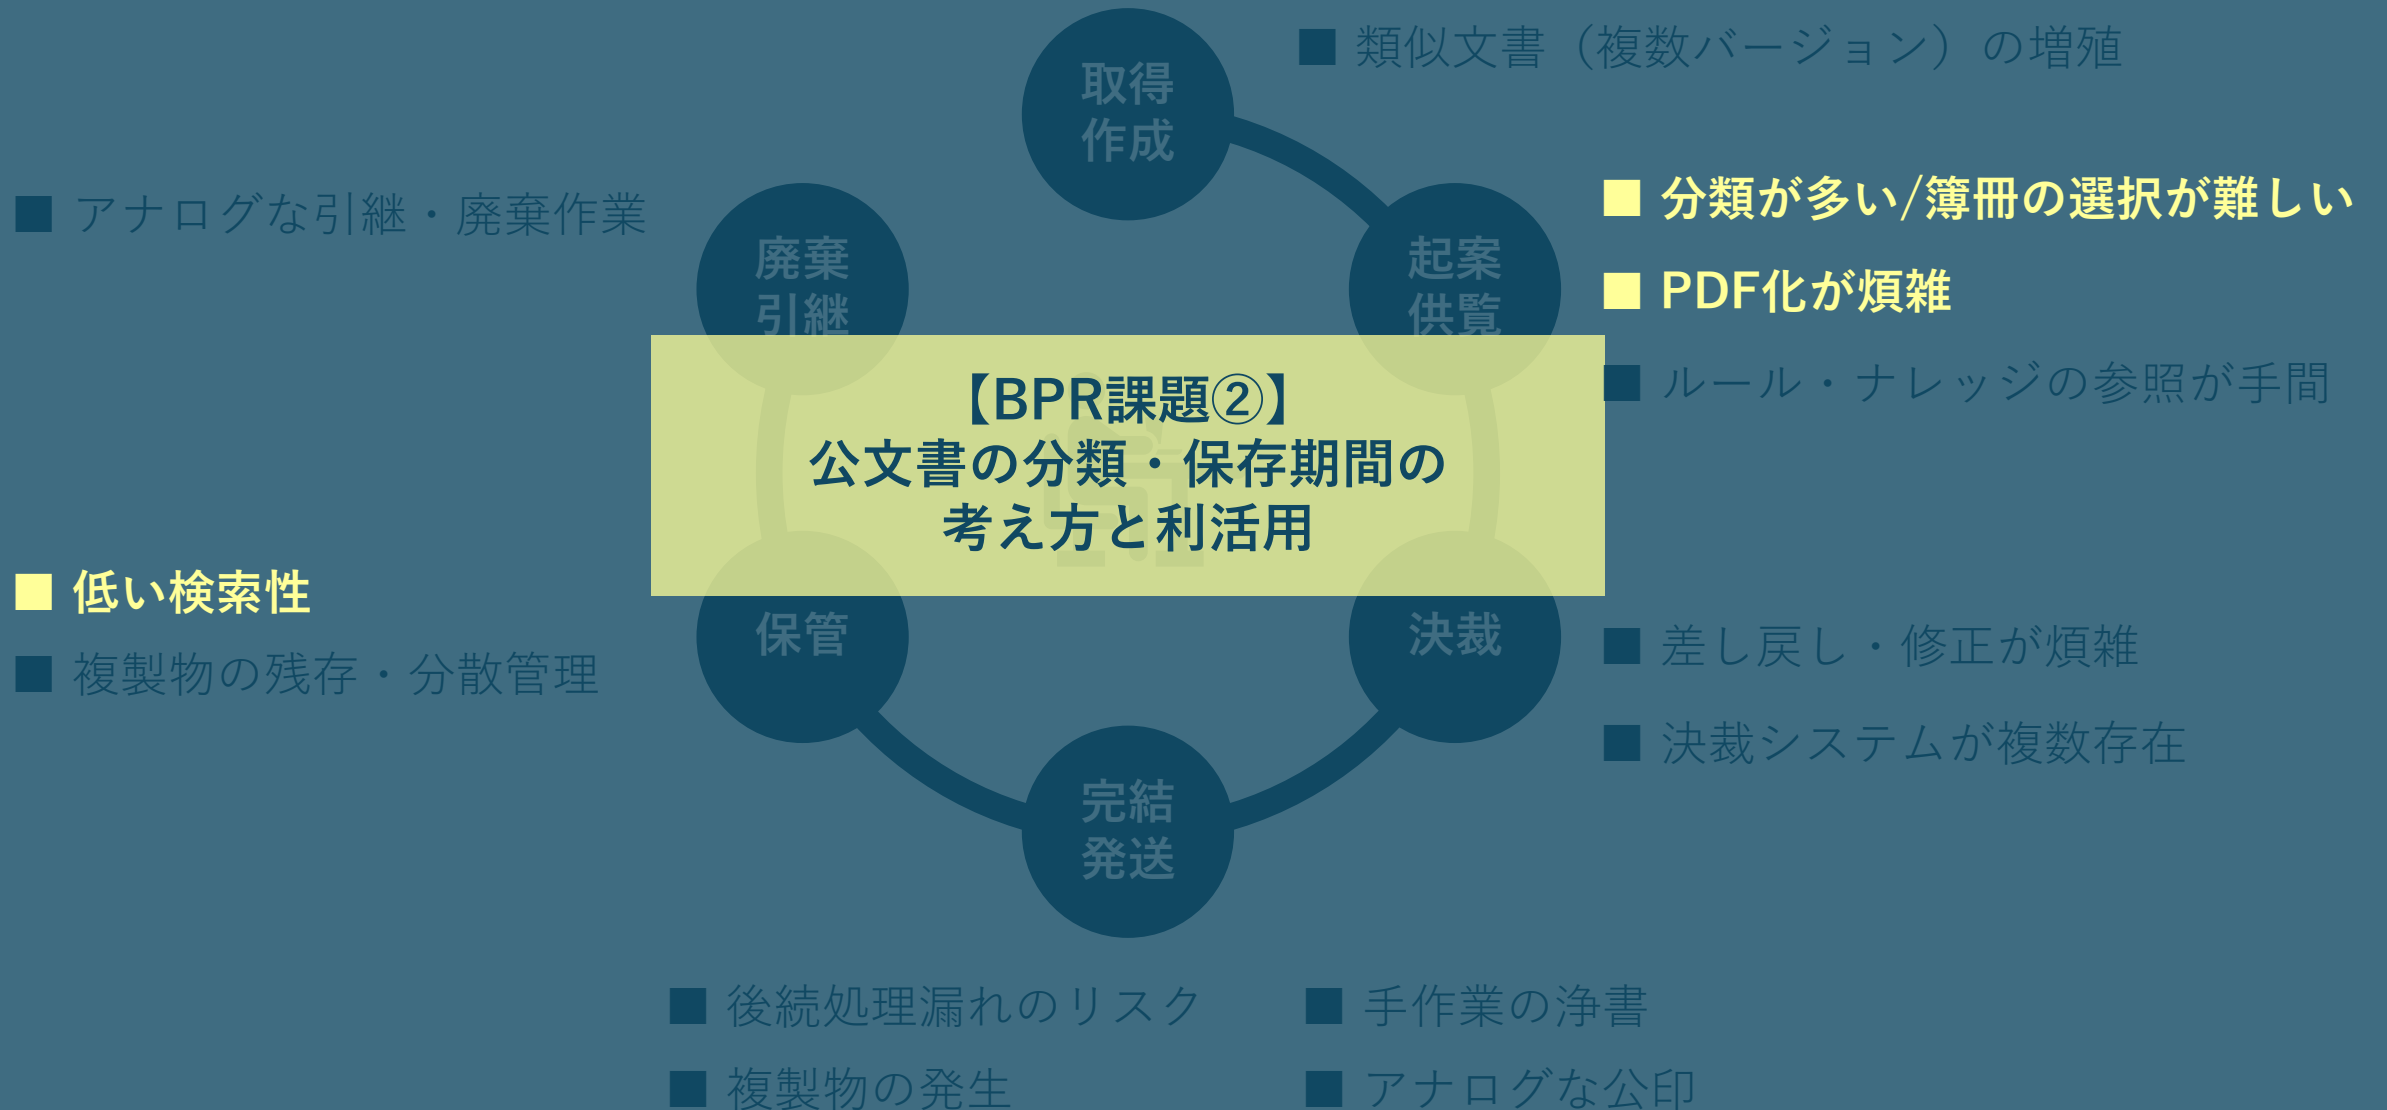 取得
作成
■ 類似文書（複数バージョン）の増殖
■ アナログな引継・廃棄作業
廃棄
引継
起案
供覧
■ 分類が多い/簿冊の選択が難しい
■ PDF化が煩雑
■ ルール・ナレッジの参照が手間
【BPR課題②】
公文書の分類・保存期間の
考え方と利活用
■ 低い検索性
■ 複製物の残存・分散管理
保管
決裁
■ 差し戻し・修正が煩雑
■ 決裁システムが複数存在
完結
発送
■ 後続処理漏れのリスク
■ 複製物の発生
■ 手作業の浄書
■ アナログな公印